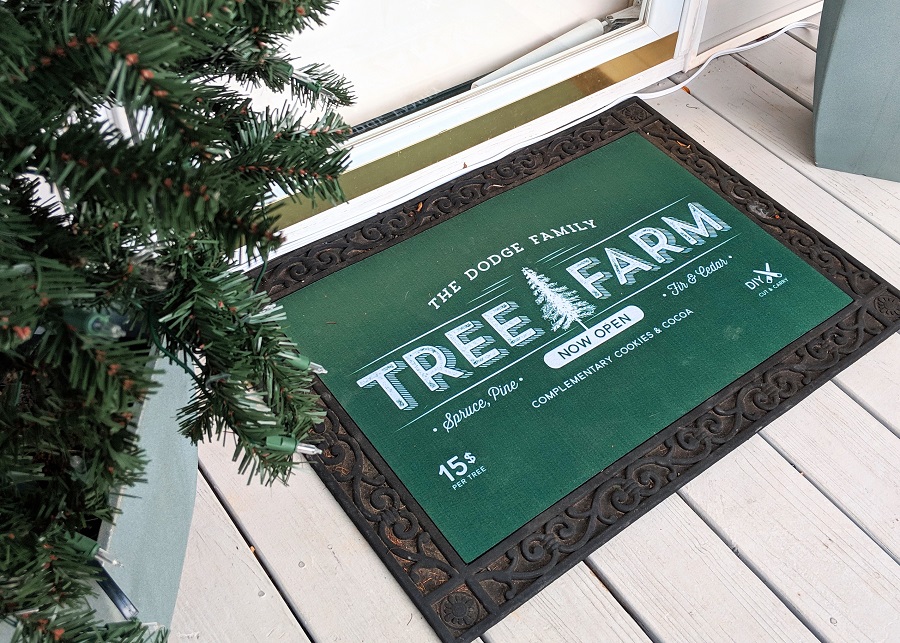 THE DODGE FAMILY
TREE FARM
• Spruce, Pine •
NOW OPEN
• Fir & Cedar •
COMPLEMENTARY COOKIES & COCOA
15$
PER TREE
DIY
CUT & CARRY